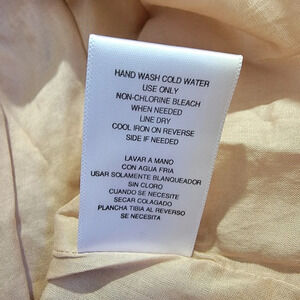 HAND WASH COLD WATER
USE ONLY
NON-CHLORINE BLEACH
WHEN NEEDED
LINE DRY
COOL IRON ON REVERSE
SIDE IF NEEDED
LAVAR A MANO
CON AGUA FRIA
USAR SOLAMENTE BLANQUEADOR
SIN CLORO
CUANDO SE NECESITE
SECAR COLAGADO
PLANCHA TIBIA AL REVERSO
SE NECESITA